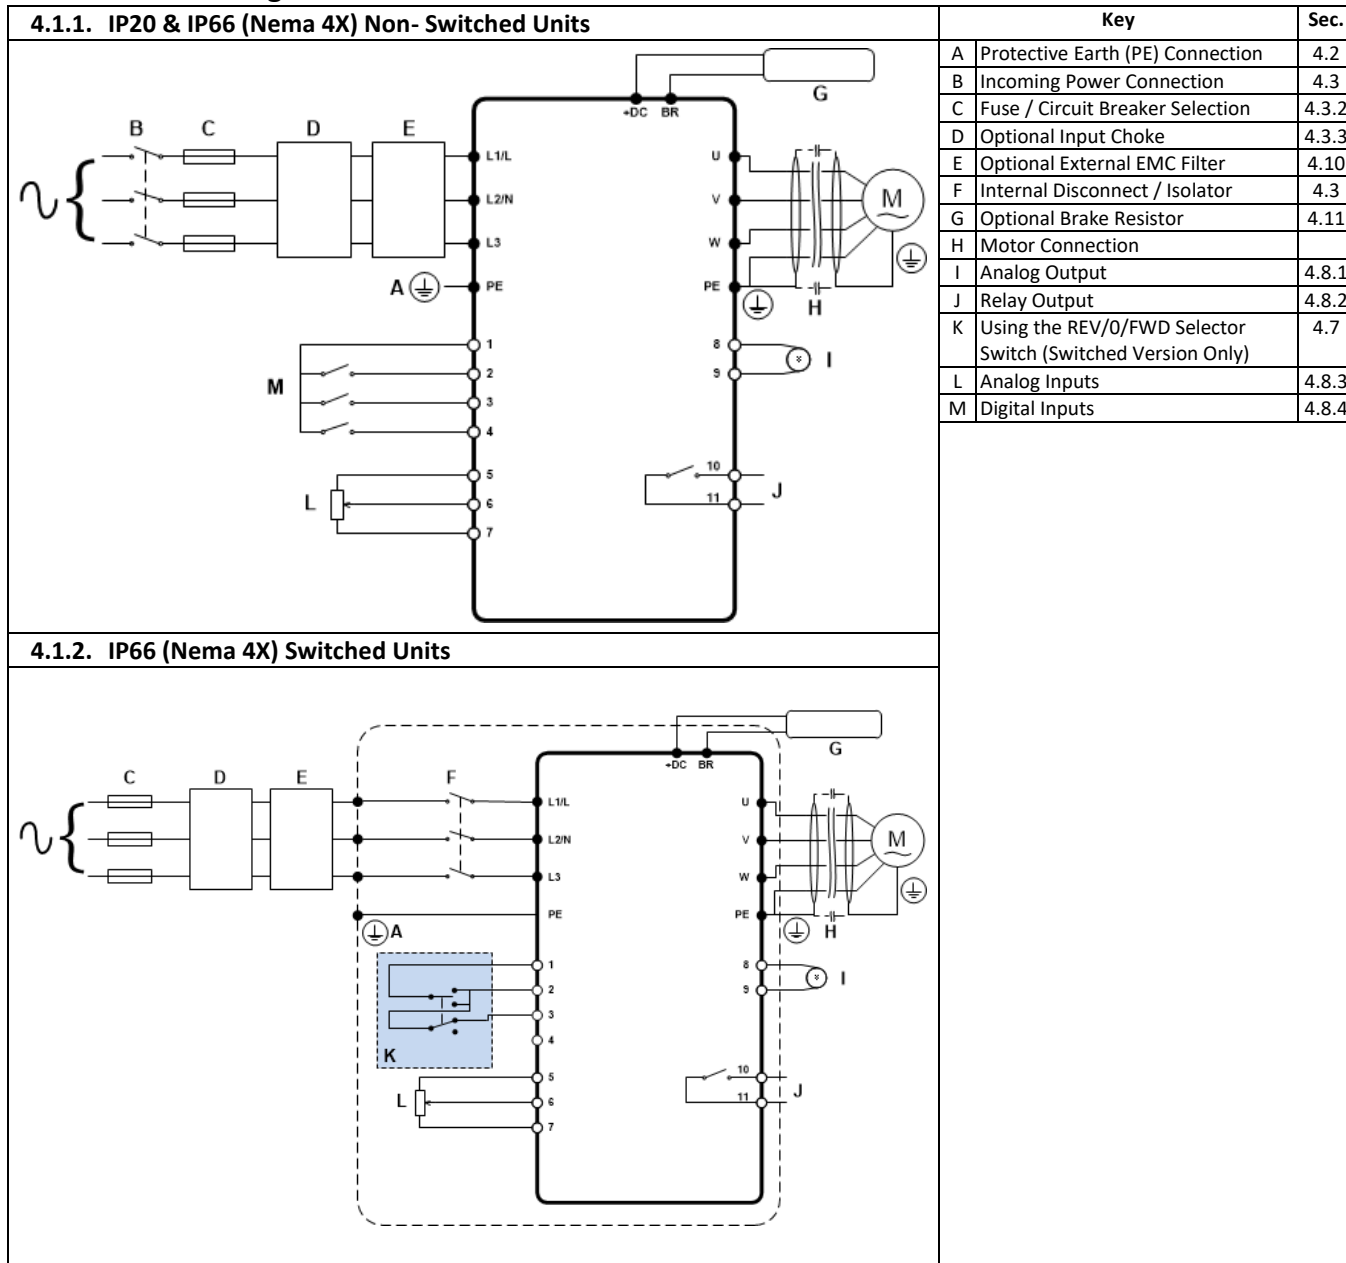 4.1.1. IP20 & IP66 (Nema 4X) Non- Switched Units
G
+DC BR
B C D E
L1/L
L2/N
L3
A PE
U
V
W
PE
M
H
1
2
3
4
M
5
6
7
L
8
9
I
10
11
J
4.1.2. IP66 (Nema 4X) Switched Units
G
+DC BR
C D E F
L1/L
L2/N
L3
PE
A
U
V
W
PE
M
H
1
2
3
4
K
5
6
7
L
8
9
I
10
11
J
Key Sec.
A Protective Earth (PE) Connection 4.2
B Incoming Power Connection 4.3
C Fuse / Circuit Breaker Selection 4.3.2
D Optional Input Choke 4.3.3
E Optional External EMC Filter 4.10
F Internal Disconnect / Isolator 4.3
G Optional Brake Resistor 4.11
H Motor Connection
I Analog Output 4.8.1
J Relay Output 4.8.2
K Using the REV/0/FWD Selector 4.7
Switch (Switched Version Only)
L Analog Inputs 4.8.3
M Digital Inputs 4.8.4